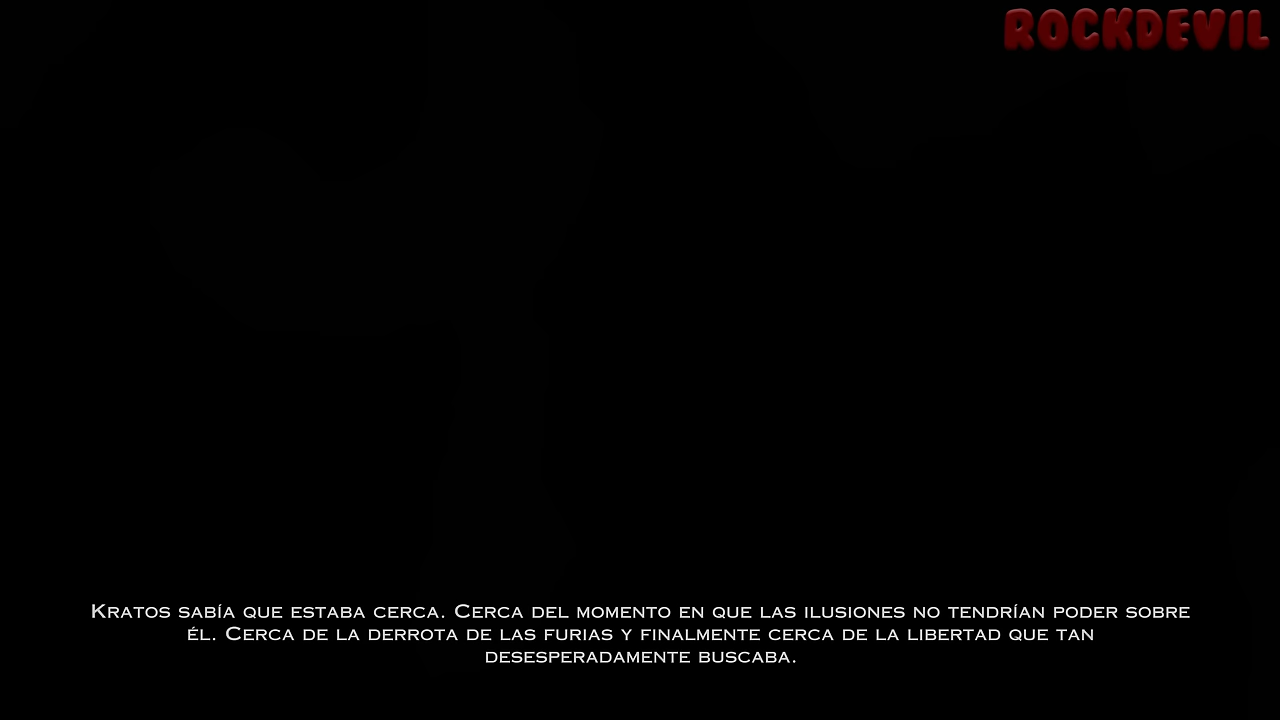 ROCKDEVIL
Kratos sabía que estaba cerca. Cerca del momento en que las ilusiones no tendrían poder sobre
él. Cerca de la derrota de las furias y finalmente cerca de la libertad que tan
desesperadamente buscaba.